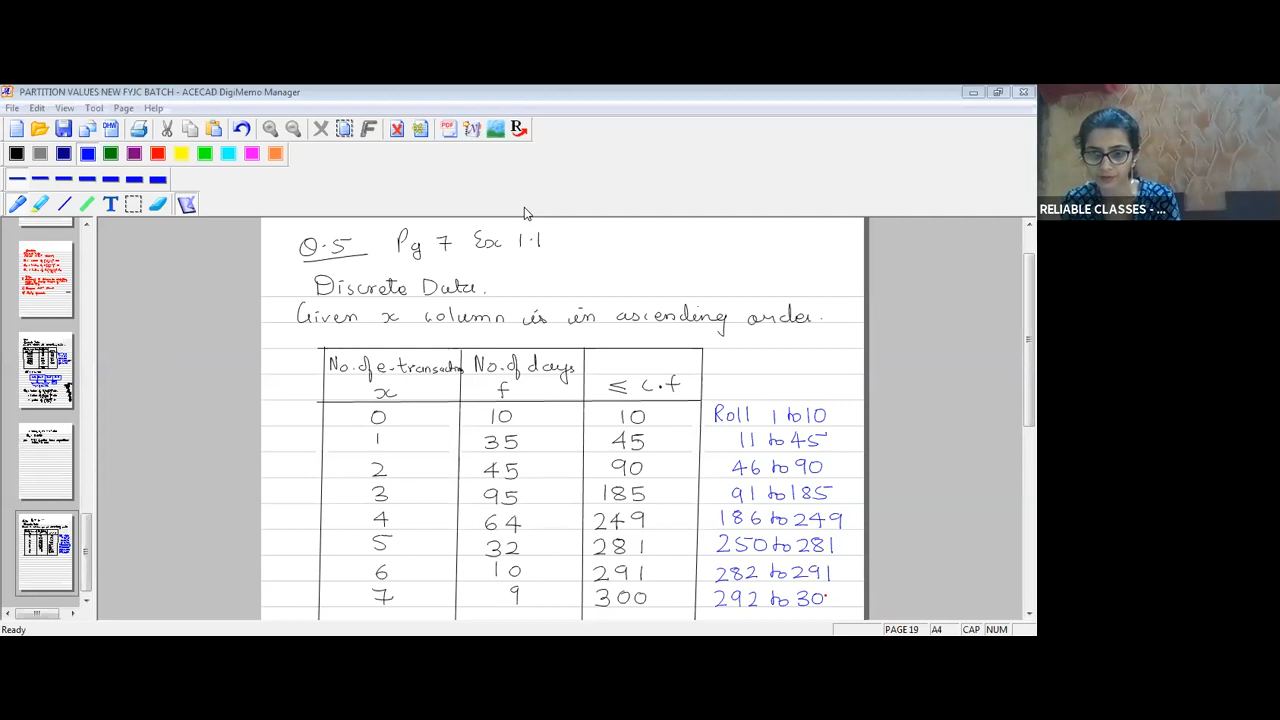 PARTITION VALUES NEW FYJC BATCH - ACECAD DigiMemo Manager
File Edit View Tool Page Help
RELIABLE CLASSES - ...
Q.5 Pg 7 Ex 1.1
Discrete Data.
Given x column is in ascending order.
No. of e-transaction No. of days
x f ≤ c.f
0 10 10 Roll 1 to 10
1 35 45 11 to 45
2 45 90 46 to 90
3 95 185 91 to 185
4 64 249 186 to 249
5 32 281 250 to 281
6 10 291 282 to 291
7 9 300 292 to 30
Ready PAGE 19 A4 CAP NUM